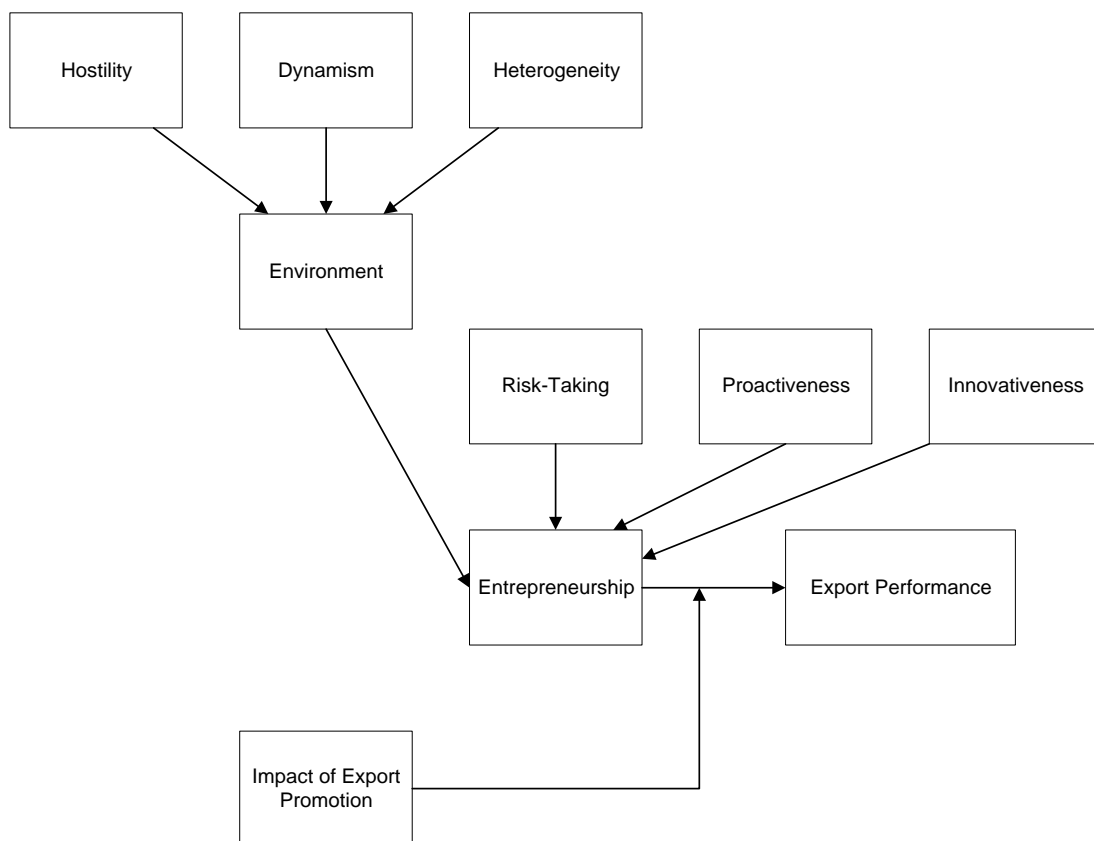 Hostility
Dynamism
Heterogeneity
Environment
Risk-Taking
Proactiveness
Innovativeness
Entrepreneurship
Export Performance
Impact of Export
Promotion